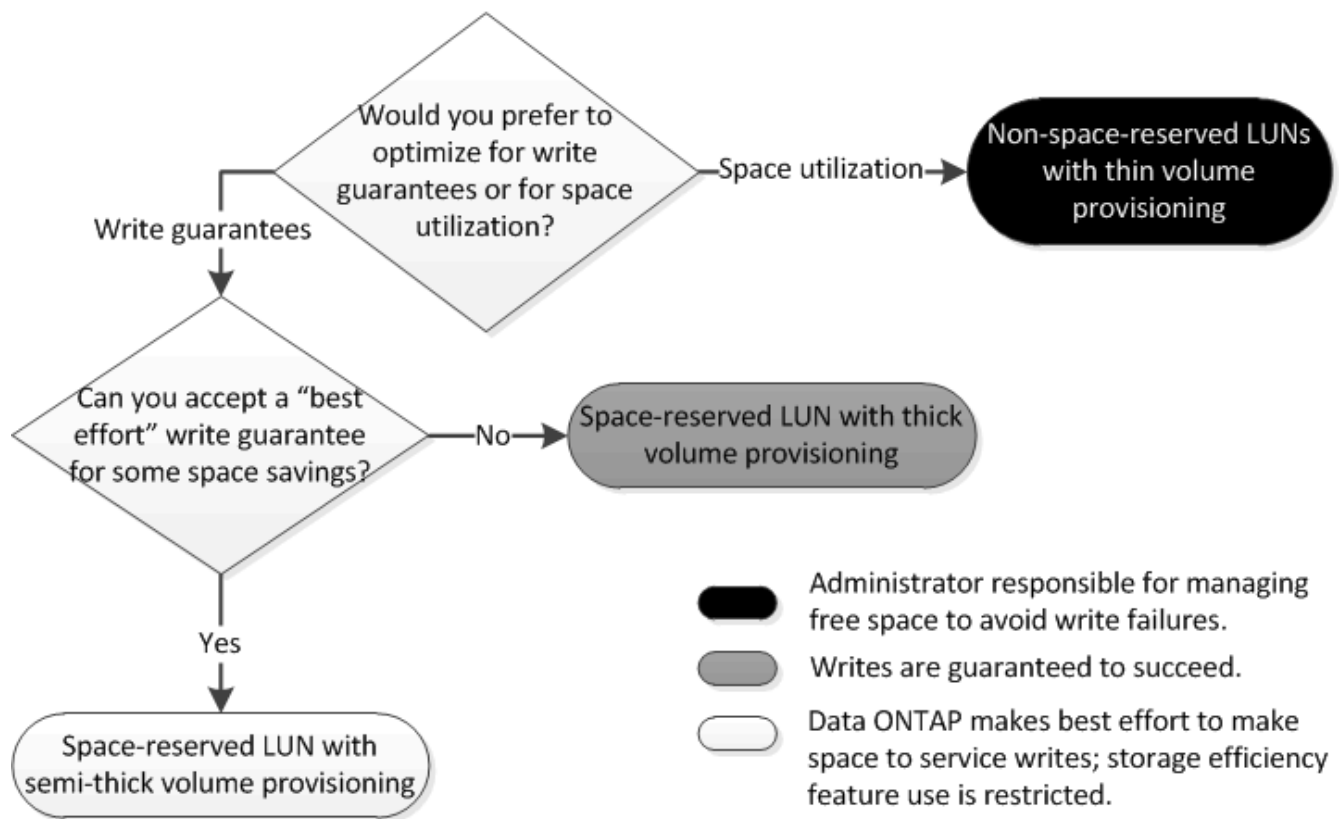 Would you prefer to
optimize for write
guarantees or for space
utilization?
Space utilization
Non-space-reserved LUNs
with thin volume
provisioning
Write guarantees
Can you accept a “best
effort” write guarantee
for some space savings?
No
Space-reserved LUN with thick
volume provisioning
Yes
Space-reserved LUN with
semi-thick volume provisioning
Administrator responsible for managing
free space to avoid write failures.
Writes are guaranteed to succeed.
Data ONTAP makes best effort to make
space to service writes; storage efficiency
feature use is restricted.